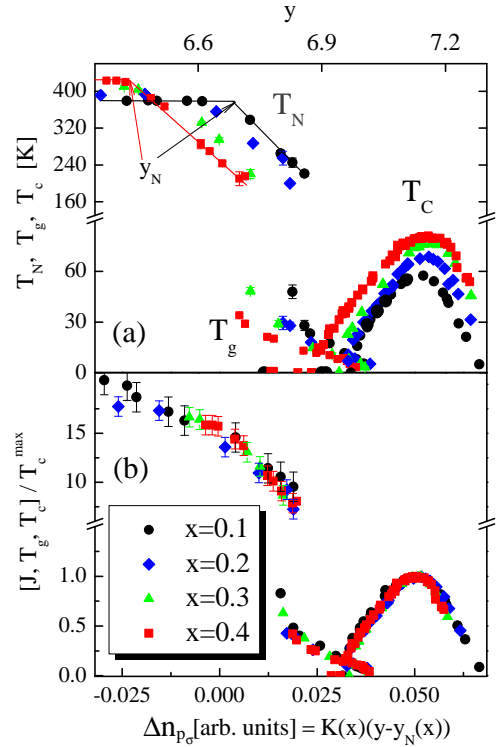 y
6.6 6.9 7.2
T_N, T_g, T_c [K]
400
320
240
60
30
0
T_N
y_N
T_C
T_g
(a)
[J, T_g, T_c] / T_c^max
20
15
10
1.0
0.5
0.0
(b)
x=0.1
x=0.2
x=0.3
x=0.4
-0.025 0.000 0.025 0.050
Δn_pσ [arb. units] = K(x)(y-y_N(x))